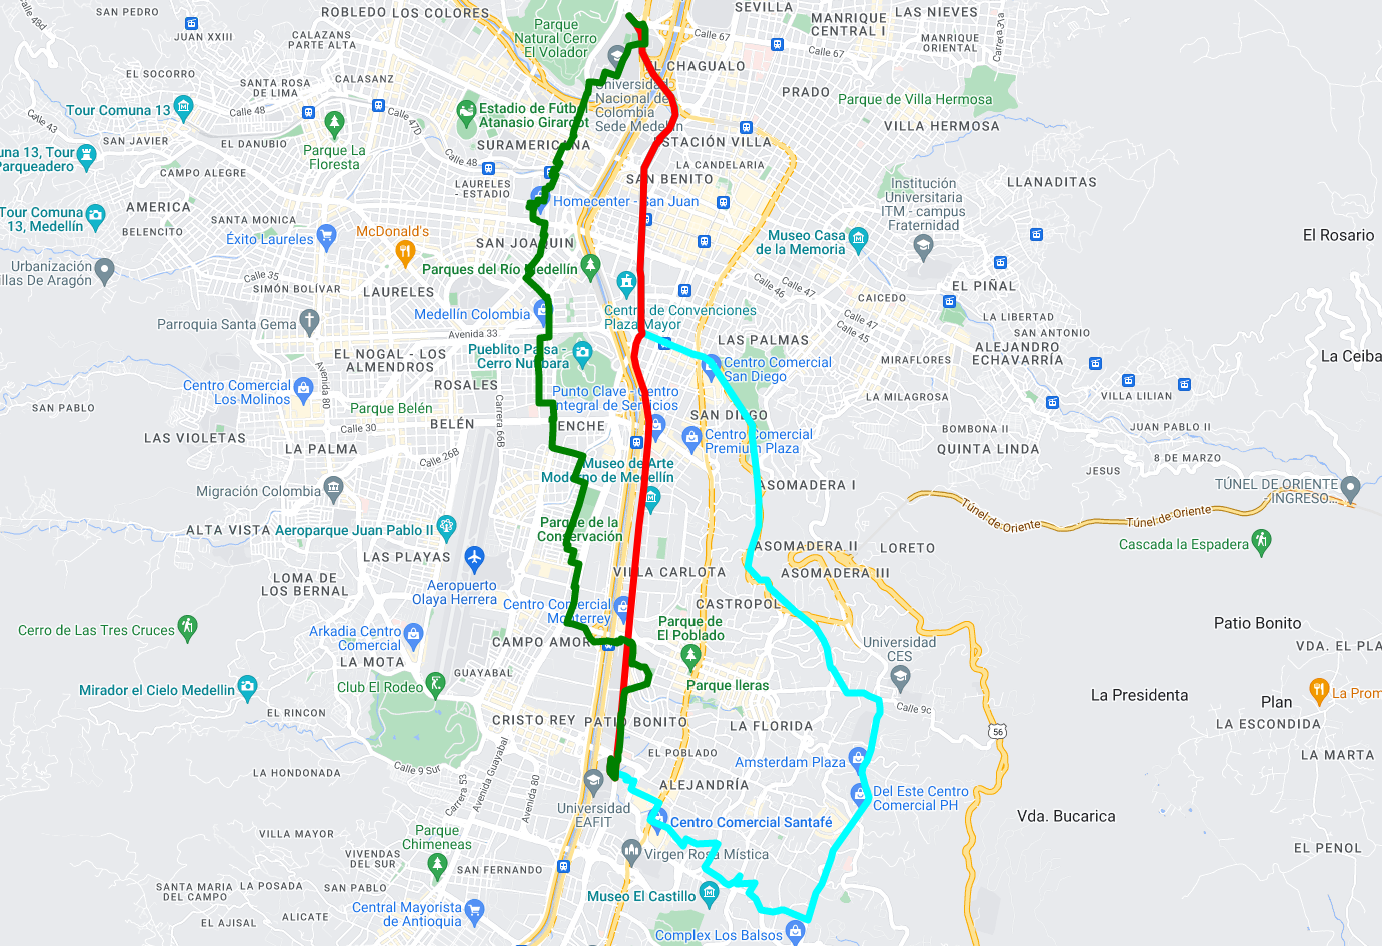 ROBLEDO
LOS COLORES
SAN PEDRO
JUAN XXIII
Parque
Natural Cerro
El Volador
SEVILLA
MANRIQUE
CENTRAL I
LAS NIEVES
Calle 67
Calle 67
MANRIQUE
ORIENTAL
CALAZANS
PARTE ALTA
EL SOCORRO
SANTA ROSA
DE LIMA
CALASANZ
L CHAGUALO
PRADO
Parque de Villa Hermosa
VILLA HERMOSA
Universidad
Nacional de
Colombia
Sede Medellín
Tour Comuna 13
Calle 48
Calle 47D
Estadio de Fútbol
Atanasio Girardot
Parque La
Floresta
SAN JAVIER
EL DANUBIO
Calle 48
SURAMERICANA
ESTACIÓN VILLA
LA CANDELARIA
SAN BENITO
una 13, Tour
Parqueadero
CAMPO ALEGRE
LAURELES
- ESTADIO
Homecenter - San Juan
Institución
Universitaria
ITM - campus
Fraternidad
LLANADITAS
Tour Comuna
13, Medellín
AMERICA
BELENCITO
SANTA MONICA
Éxito Laureles
McDonald's
SAN JOAQUIN
Museo Casa
de la Memoria
El Rosario
Urbanización
illas De Aragón
Calle 35
SIMÓN BOLÍVAR
LAURELES
Parques del Río Medellín
Calle 46
Calle 47
EL PIÑAL
CAICEDO
Medellín Colombia
Centro de Convenciones
Plaza Mayor
Parroquia Santa Gema
Avenida 33
Calle 47
Calle 45
LA LIBERTAD
SAN ANTONIO
LAS PALMAS
ALEJANDRO
ECHAVARRÍA
EL NOGAL - LOS
ALMENDROS
Pueblito Paisa -
Cerro Nutibara
Centro Comercial
San Diego
MIRAFLORES
La Ceiba
Centro Comercial
Los Molinos
Avenida 80
ROSALES
Carrera 66B
Punto Clave - Centro
Integral de Servicios
LA MILAGROSA
VILLA LILIAN
SAN PABLO
Parque Belén
BELÉN
Calle 30
ENCHE
SAN DIEGO
BOMBONA II
JUAN PABLO II
LAS VIOLETAS
LA PALMA
Centro Comercial
Premium Plaza
QUINTA LINDA
8 DE MARZO
JESUS
Calle 26B
Museo de Arte
Moderno de Medellín
ASOMADERA I
TÚNEL DE ORIENTE
INGRESO...
Migración Colombia
Túnel de Oriente
Túnel de Oriente
ALTA VISTA
Aeroparque Juan Pablo II
Parque de la
Conservación
Cascada la Espadera
LAS PLAYAS
ASOMADERA II
LORETO
LOMA DE
LOS BERNAL
Aeropuerto
Olaya Herrera
VILLA CARLOTA
ASOMADERA III
Centro Comercial
Monterrey
CASTROPOL
Cerro de Las Tres Cruces
Arkadia Centro
Comercial
CAMPO AMOR
Parque de
El Poblado
Universidad
CES
Patio Bonito
VDA. EL PLA
LA MOTA
GUAYABAL
Mirador el Cielo Medellin
Club El Rodeo
Parque lleras
La Presidenta
Plan
La Prom
Calle 9c
EL RINCON
CRISTO REY
PATIO BONITO
LA FLORIDA
LA ESCONDIDA
56
LA HONDONADA
Calle 9 Sur
Carrera 53
Avenida Guayabal
Avenida 80
EL POBLADO
Amsterdam Plaza
LA MARTA
ALEJANDRÍA
Del Este Centro
Comercial PH
Universidad
EAFIT
Centro Comercial Santafé
Vda. Bucarica
VILLA MAYOR
Parque
Chimeneas
VIVENDAS
DEL SUR
SAN FERNANDO
Virgen Rosa Mística
EL PENOL
SANTA MARIA
DEL CAMPO
LA POSADA
SAN PABLO
Museo El Castillo
EL AJISAL
ALICATE
Central Mayorista
de Antioquia
Complex Los Balsos